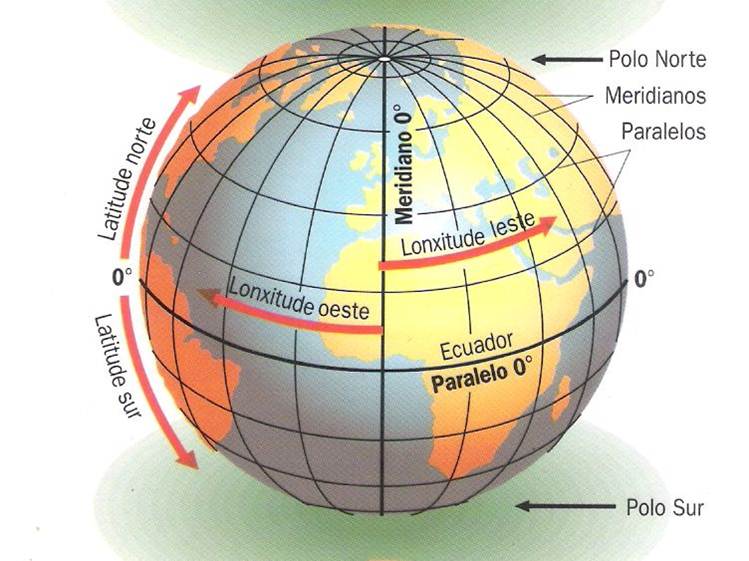 Polo Norte
Meridianos
Paralelos
Latitude norte
Meridiano 0°
Lonxitude leste
0°
0°
Lonxitude oeste
Latitude sur
Ecuador
Paralelo 0°
Polo Sur